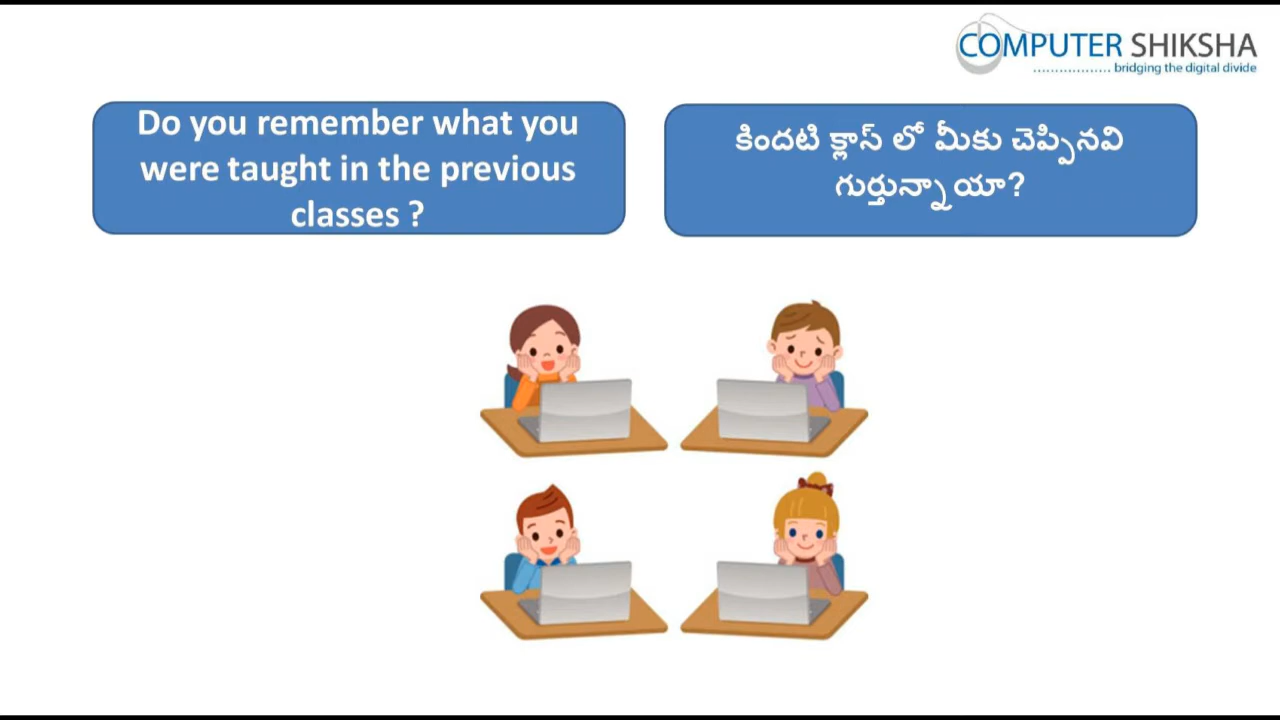 COMPUTER SHIKSHA
.................. bridging the digital divide
Do you remember what you
were taught in the previous
classes ?
కిందటి క్లాస్ లో మీకు చెప్పినవి
గుర్తున్నాయా?